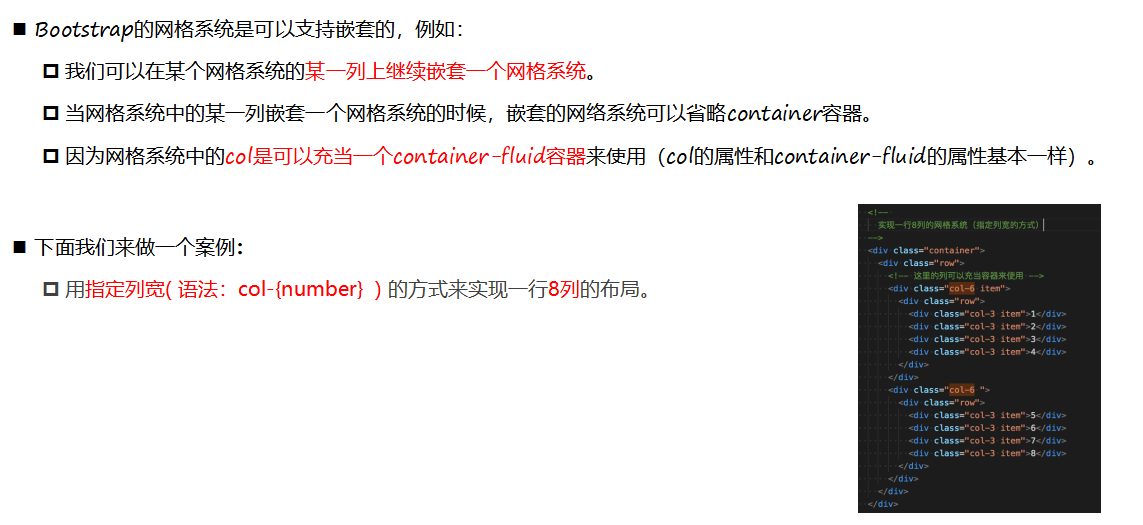 Bootstrap的网格系统是可以支持嵌套的，例如：
我们可以在某个网格系统的某一列上继续嵌套一个网格系统。
当网格系统中的某一列嵌套一个网格系统的时候，嵌套的网络系统可以省略container容器。
因为网格系统中的col是可以充当一个container-fluid容器来使用（col的属性和container-fluid的属性基本一样）。
下面我们来做一个案例：
用指定列宽( 语法：col-{number} ) 的方式来实现一行8列的布局。
<!--
实现一行8列的网格系统（指定列宽的方式）
-->
<div class="container">
<div class="row">
<!-- 这里的列可以充当容器来使用 -->
<div class="col-6 item">
<div class="row">
<div class="col-3 item">1</div>
<div class="col-3 item">2</div>
<div class="col-3 item">3</div>
<div class="col-3 item">4</div>
</div>
</div>
<div class="col-6 ">
<div class="row">
<div class="col-3 item">5</div>
<div class="col-3 item">6</div>
<div class="col-3 item">7</div>
<div class="col-3 item">8</div>
</div>
</div>
</div>
</div>